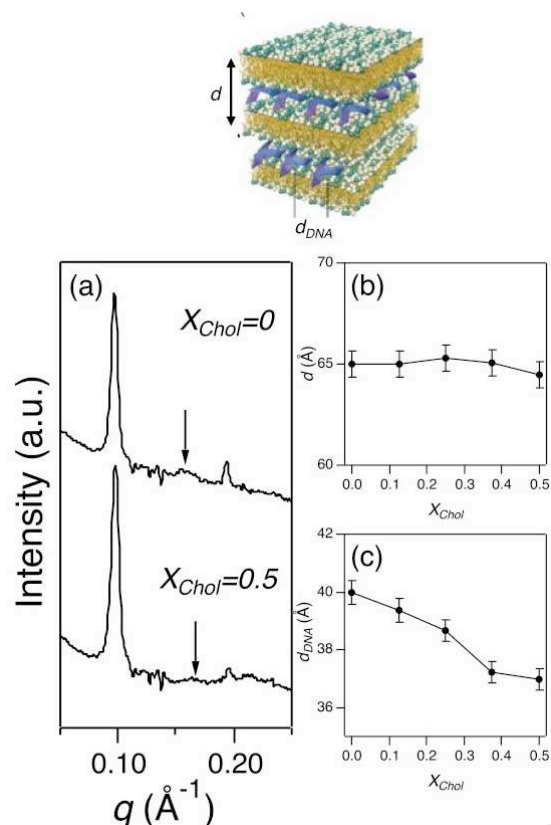 d
d_DNA
(a)
X_Chol=0
X_Chol=0.5
Intensity (a.u.)
0.10
0.20
q (Å⁻¹)
(b)
70
65
60
d (Å)
0.0 0.1 0.2 0.3 0.4 0.5
X_Chol
(c)
42
40
37
35
d_DNA (Å)
0.0 0.1 0.2 0.3 0.4 0.5
X_Chol